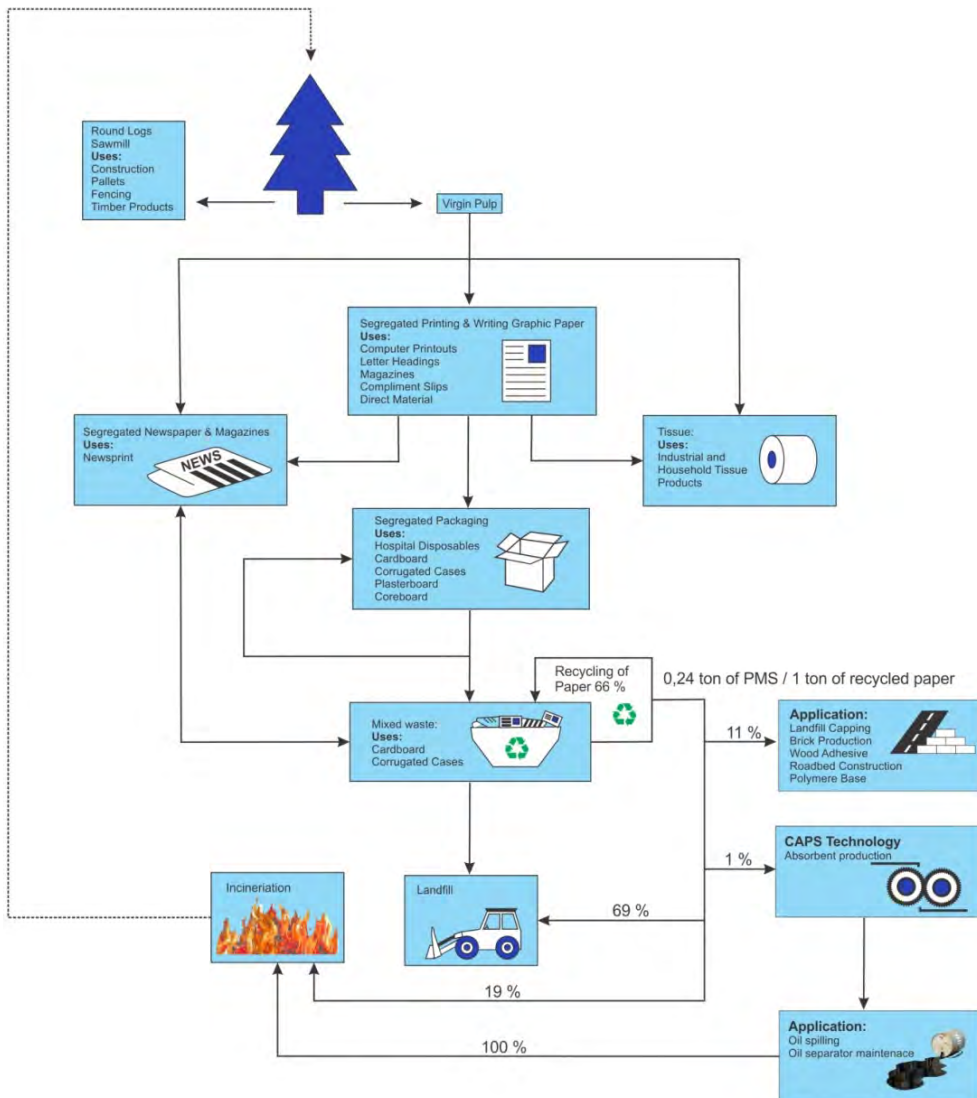 Round Logs
Sawmill
Uses:
Construction
Pallets
Fencing
Timber Products
Virgin Pulp
Segregated Printing & Writing Graphic Paper
Uses:
Computer Printouts
Letter Headings
Magazines
Compliment Slips
Direct Material
Segregated Newspaper & Magazines
Uses:
Newsprint
NEWS
Tissue:
Uses:
Industrial and
Household Tissue
Products
Segregated Packaging
Uses:
Hospital Disposables
Cardboard
Corrugated Cases
Plasterboard
Coreboard
Recycling of
Paper 66 %
0,24 ton of PMS / 1 ton of recycled paper
Mixed waste:
Uses:
Cardboard
Corrugated Cases
11 %
Application:
Landfill Capping
Brick Production
Wood Adhesive
Roadbed Construction
Polymere Base
1 %
CAPS Technology
Absorbent production
Incineriation
Landfill
69 %
19 %
100 %
Application:
Oil spilling
Oil separator maintenace